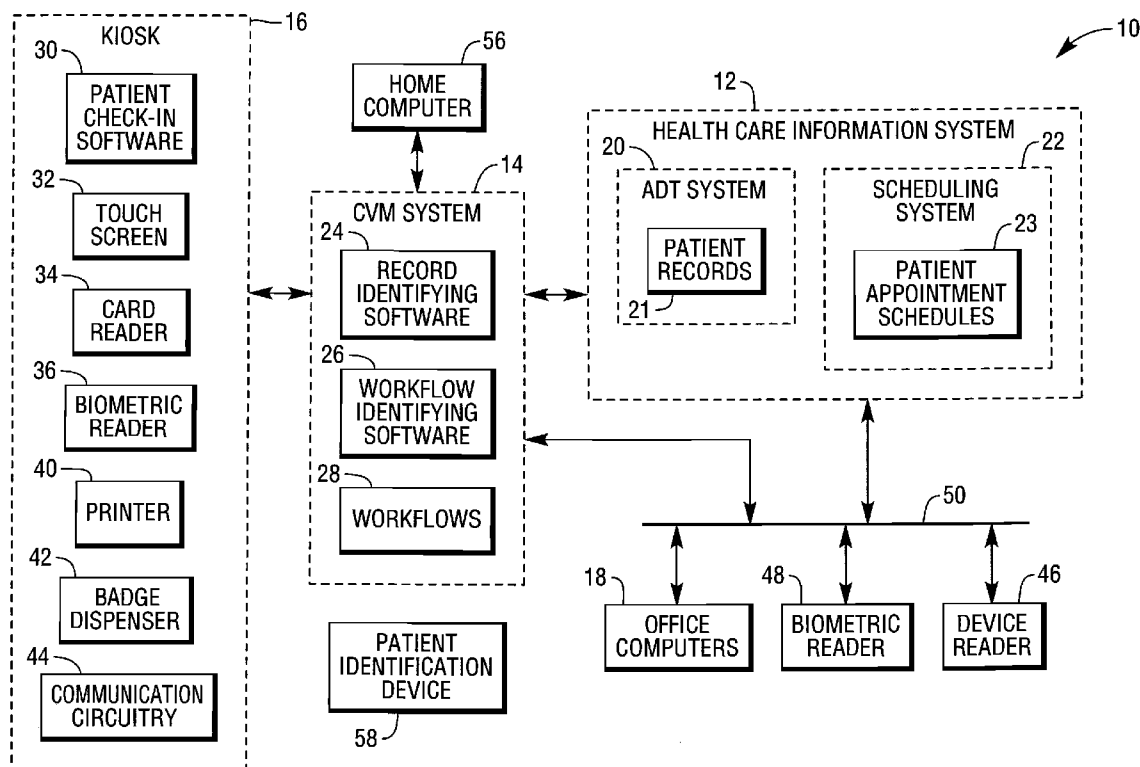 16
KIOSK
30
PATIENT
CHECK-IN
SOFTWARE
32
TOUCH
SCREEN
34
CARD
READER
36
BIOMETRIC
READER
40
PRINTER
42
BADGE
DISPENSER
44
COMMUNICATION
CIRCUITRY
56
HOME
COMPUTER
14
CVM SYSTEM
24
RECORD
IDENTIFYING
SOFTWARE
26
WORKFLOW
IDENTIFYING
SOFTWARE
28
WORKFLOWS
PATIENT
IDENTIFICATION
DEVICE
58
10
12
HEALTH CARE INFORMATION SYSTEM
20
ADT SYSTEM
PATIENT
RECORDS
21
22
SCHEDULING
SYSTEM
23
PATIENT
APPOINTMENT
SCHEDULES
50
18
OFFICE
COMPUTERS
48
BIOMETRIC
READER
46
DEVICE
READER